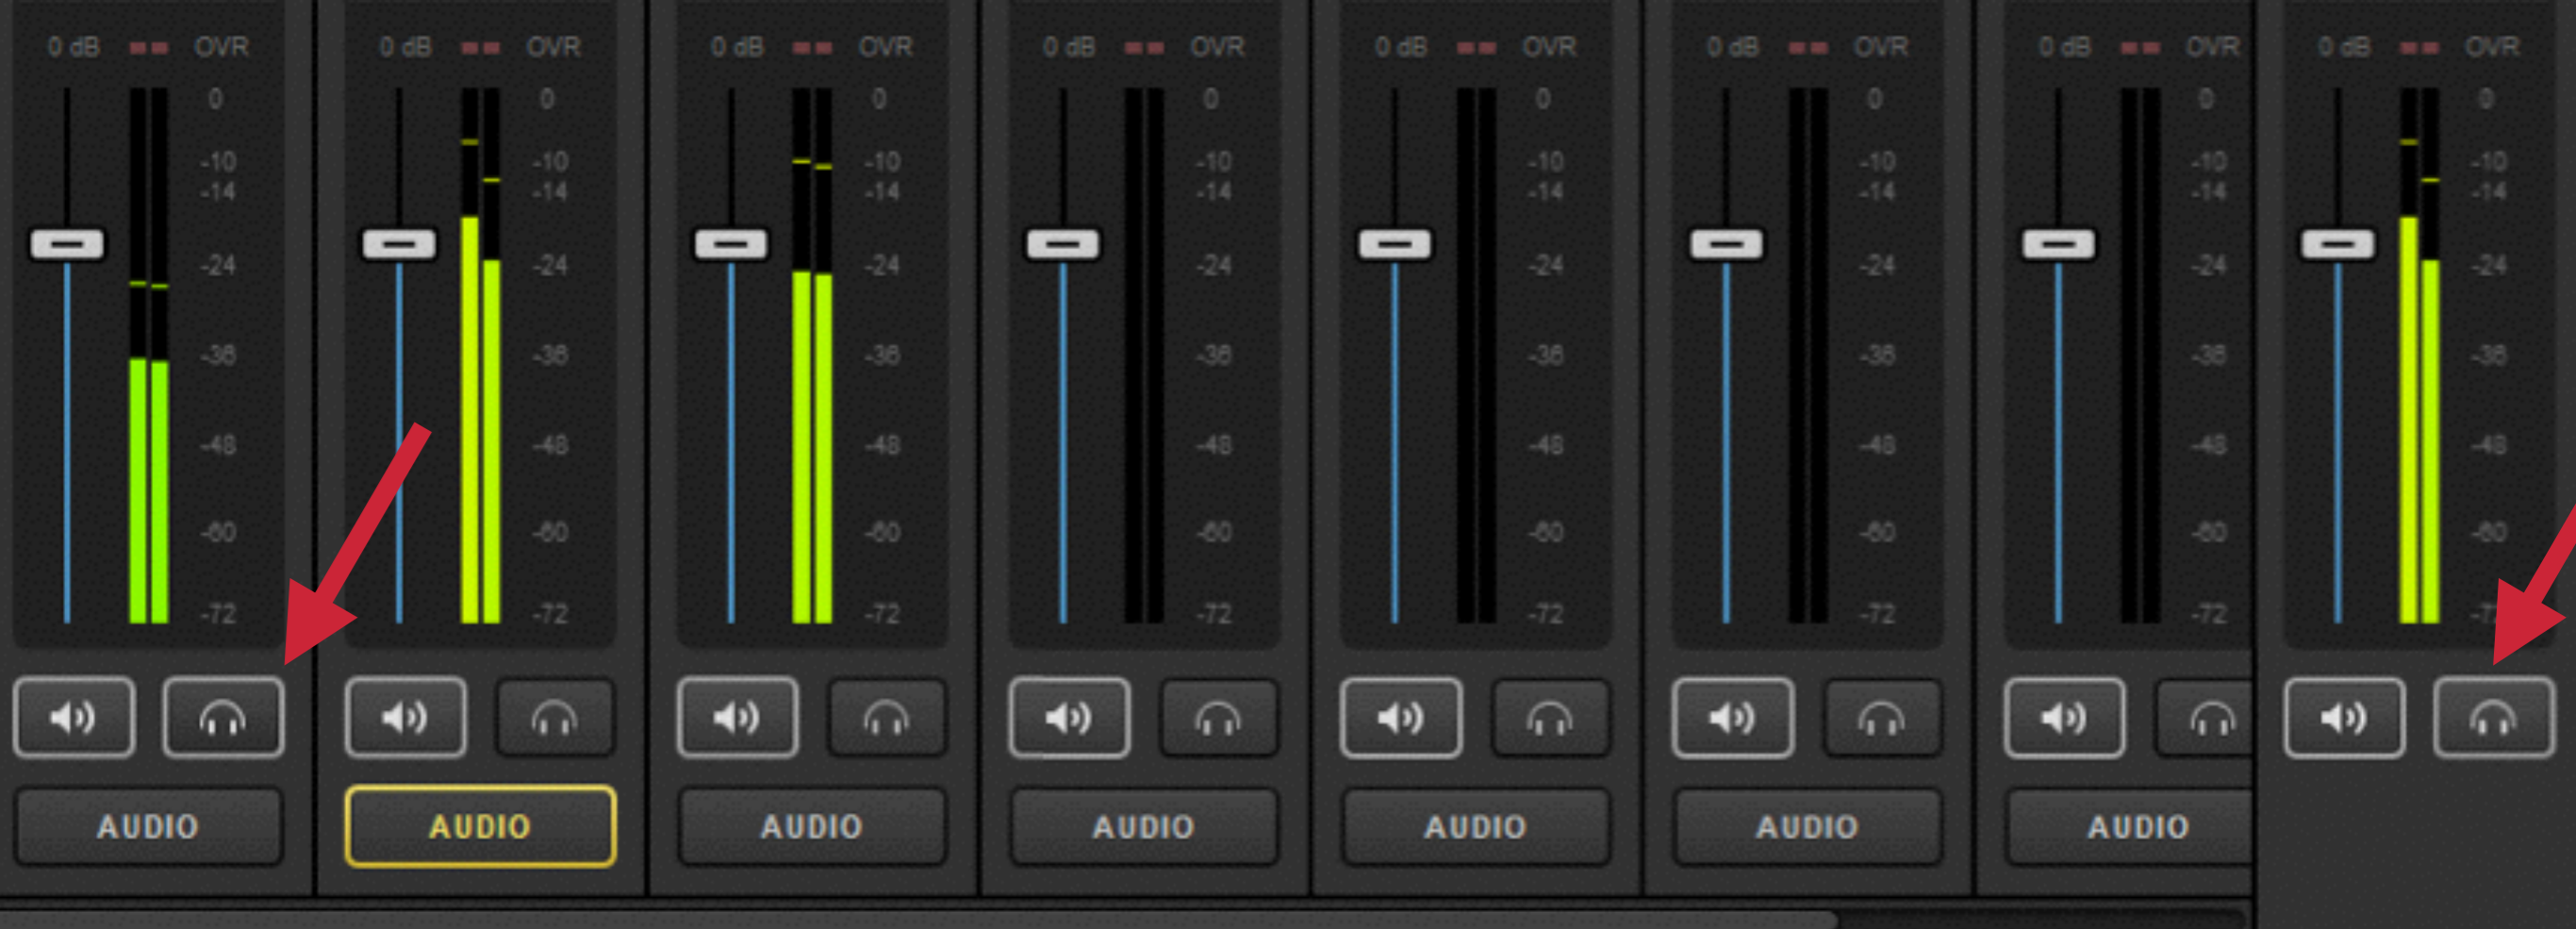 0 dB OVR 0 dB OVR 0 dB OVR 0 dB OVR 0 dB OVR 0 dB OVR 0 dB OVR 0 dB OVR
0 0 0 0 0 0 0 0
-10 -10 -10 -10 -10 -10 -10 -10
-14 -14 -14 -14 -14 -14 -14 -14
-24 -24 -24 -24 -24 -24 -24 -24
-36 -36 -36 -36 -36 -36 -36 -36
-48 -48 -48 -48 -48 -48 -48 -48
-60 -60 -60 -60 -60 -60 -60 -60
-72 -72 -72 -72 -72 -72 -72
AUDIO AUDIO AUDIO AUDIO AUDIO AUDIO AUDIO